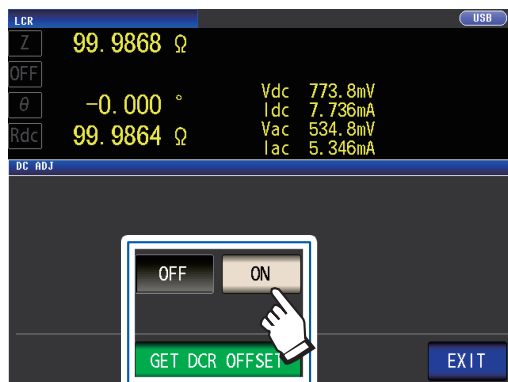 LCR USB
Z 99.9868 Ω
OFF
θ -0.000 ° Vdc 773.8mV
Idc 7.736mA
Rdc 99.9864 Ω Vac 534.8mV
Iac 5.346mA
DC ADJ
OFF ON
GET DCR OFFSET EXIT